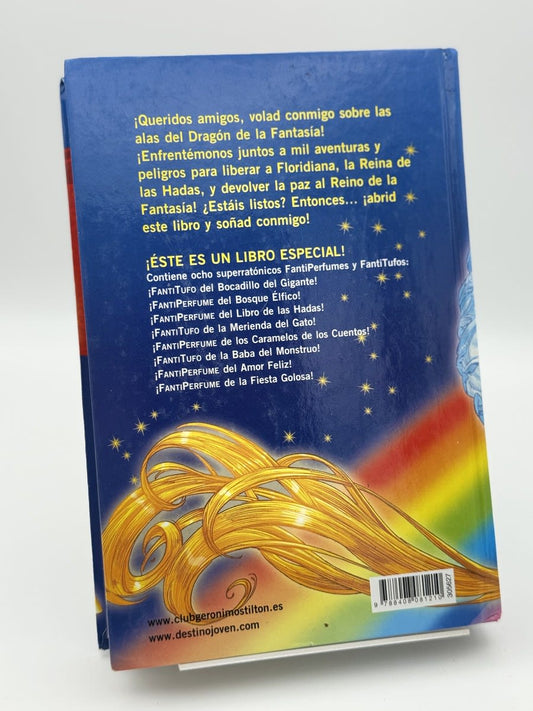 ¡Queridos amigos, volad conmigo sobre las
alas del Dragón de la Fantasía!
¡Enfrentémonos juntos a mil aventuras y
peligros para liberar a Floridiana, la Reina de
las Hadas, y devolver la paz al Reino de la
Fantasía! ¿Estáis listos? Entonces... ¡abrid
este libro y soñad conmigo!
¡ÉSTE ES UN LIBRO ESPECIAL!
Contiene ocho superratónicos FantiPerfumes y FantiTufos:
¡FANTITUFO del Bocadillo del Gigante!
¡FANTIPERFUME del Bosque Élfico!
¡FANTIPERFUME del Libro de las Hadas!
¡FANTITUFO de la Merienda del Gato!
¡FANTIPERFUME de los Caramelos de los Cuentos!
¡FANTITUFO de la Baba del Monstruo!
¡FANTIPERFUME del Amor Feliz!
¡FANTIPERFUME de la Fiesta Golosa!
www.clubgeronimostilton.es
www.destinojoven.com
9 788408 081210
305627